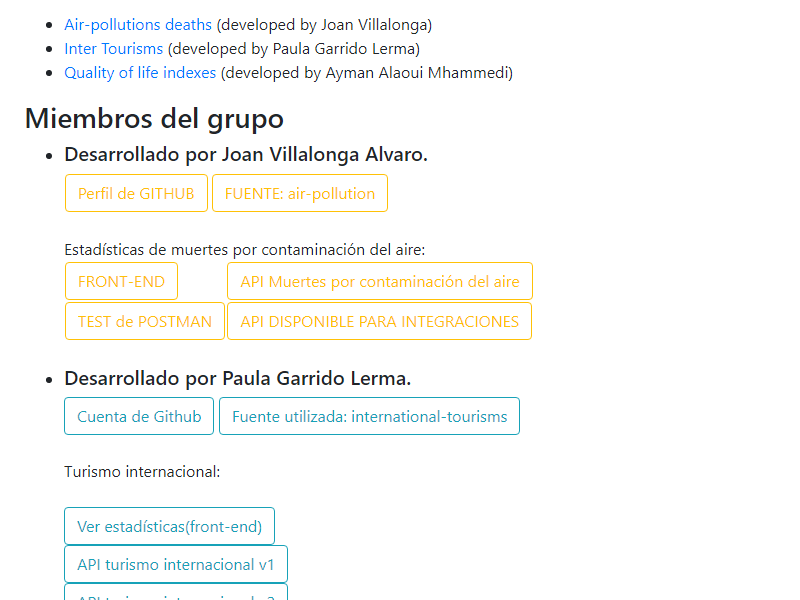 Air-pollutions deaths (developed by Joan Villalonga)
Inter Tourisms (developed by Paula Garrido Lerma)
Quality of life indexes (developed by Ayman Alaoui Mhammedi)
Miembros del grupo
Desarrollado por Joan Villalonga Alvaro.
Perfil de GITHUB FUENTE: air-pollution
Estadísticas de muertes por contaminación del aire:
FRONT-END API Muertes por contaminación del aire
TEST de POSTMAN API DISPONIBLE PARA INTEGRACIONES
Desarrollado por Paula Garrido Lerma.
Cuenta de Github Fuente utilizada: international-tourisms
Turismo internacional:
Ver estadísticas(front-end)
API turismo internacional v1